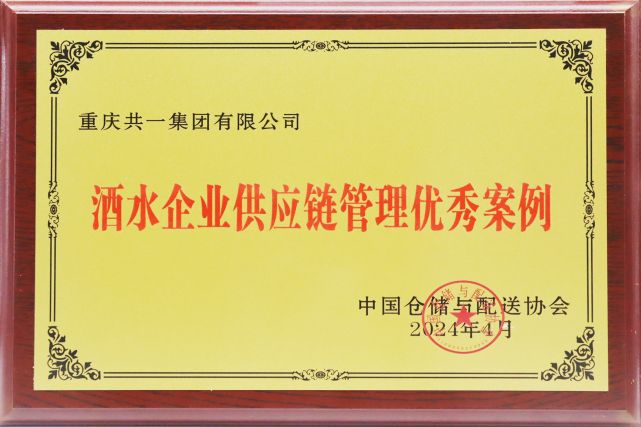 重庆共一集团有限公司
酒水企业供应链管理优秀案例
中国仓储与配送协会
2024年4月